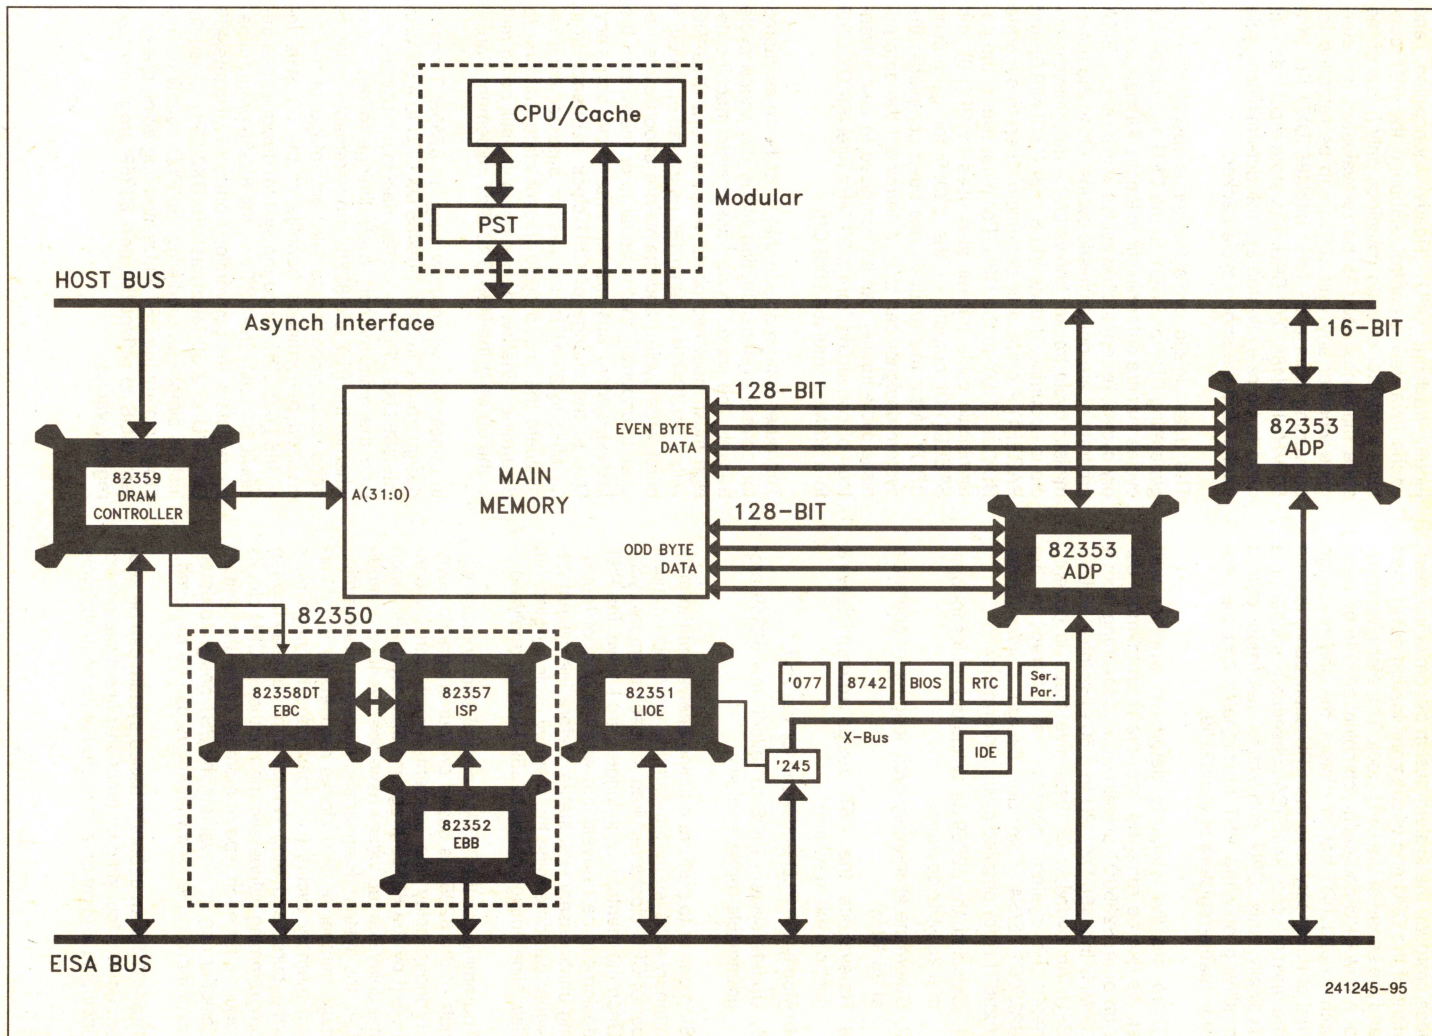 CPU/Cache
PST
Modular
HOST BUS
Asynch Interface
16-BIT
128-BIT
EVEN BYTE
DATA
82353
ADP
82359
DRAM
CONTROLLER
A(31:0)
MAIN
MEMORY
128-BIT
ODD BYTE
DATA
82353
ADP
82350
82358DT
EBC
82357
ISP
82351
LIOE
'077
8742
BIOS
RTC
Ser.
Par.
X-Bus
IDE
'245
82352
EBB
EISA BUS
241245-95